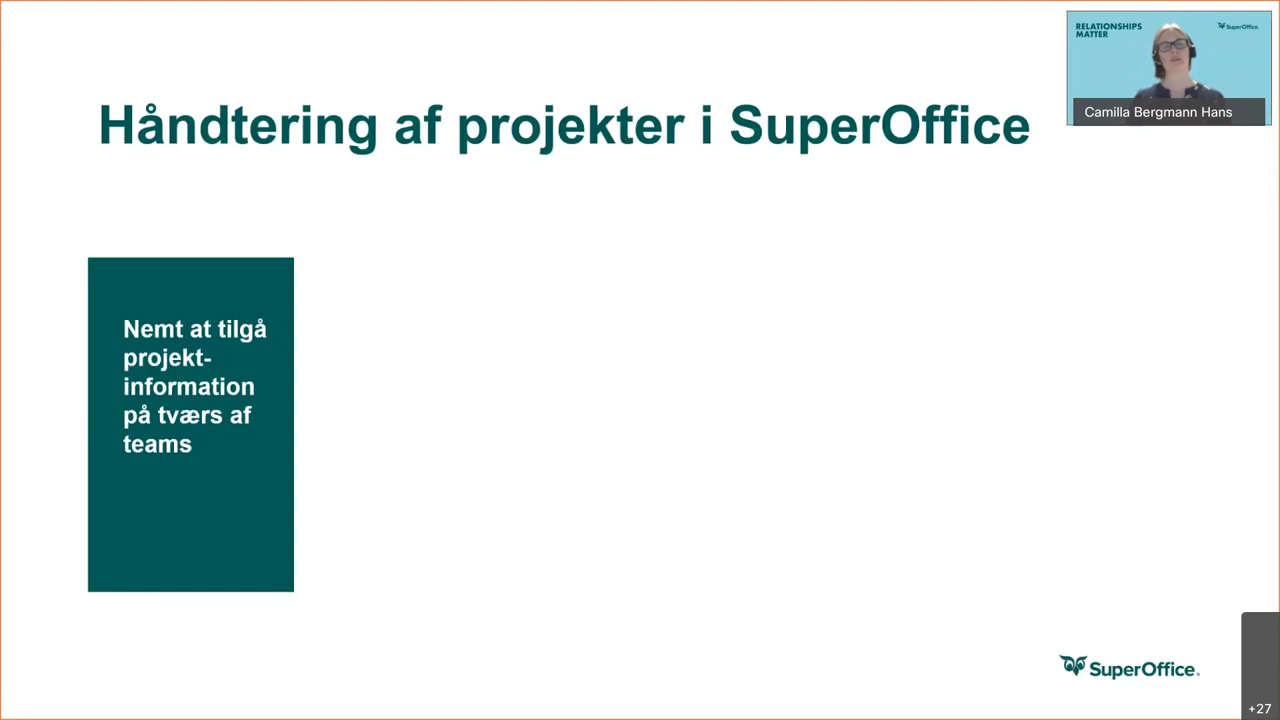 RELATIONSHIPS
MATTER
SuperOffice
Camilla Bergmann Hans
Håndtering af projekter i SuperOffice
Nemt at tilgå
projekt-
information
på tværs af
teams
SuperOffice.
+27